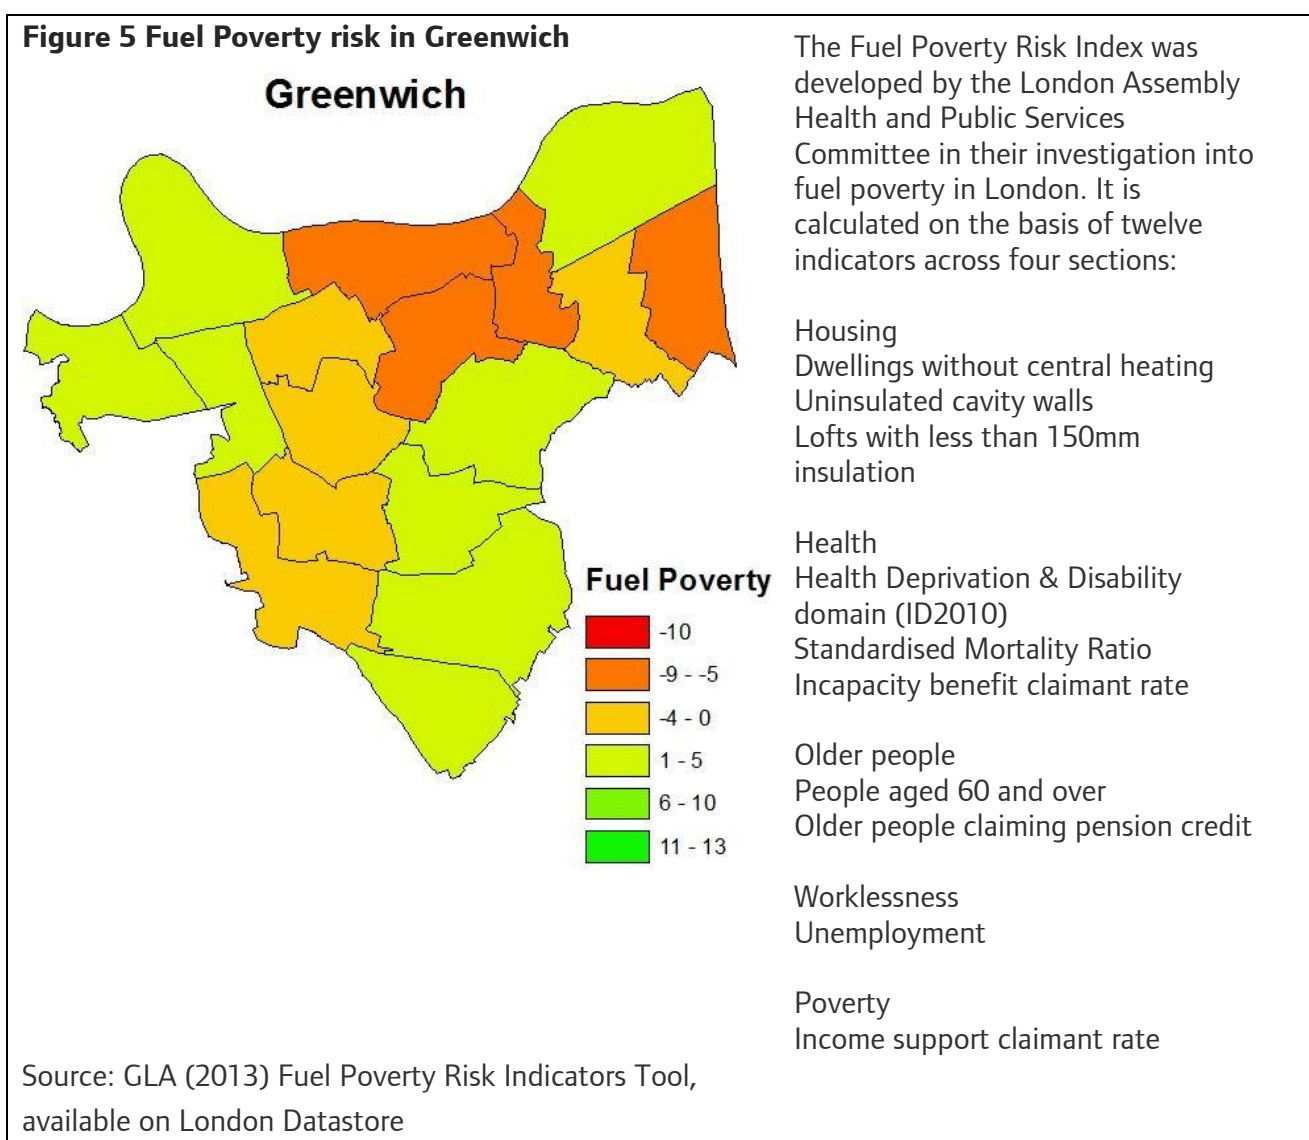 Figure 5 Fuel Poverty risk in Greenwich
Greenwich
Fuel Poverty
-10
-9 - -5
-4 - 0
1 - 5
6 - 10
11 - 13
Source: GLA (2013) Fuel Poverty Risk Indicators Tool,
available on London Datastore
The Fuel Poverty Risk Index was
developed by the London Assembly
Health and Public Services
Committee in their investigation into
fuel poverty in London. It is
calculated on the basis of twelve
indicators across four sections:
Housing
Dwellings without central heating
Uninsulated cavity walls
Lofts with less than 150mm
insulation
Health
Health Deprivation & Disability
domain (ID2010)
Standardised Mortality Ratio
Incapacity benefit claimant rate
Older people
People aged 60 and over
Older people claiming pension credit
Worklessness
Unemployment
Poverty
Income support claimant rate